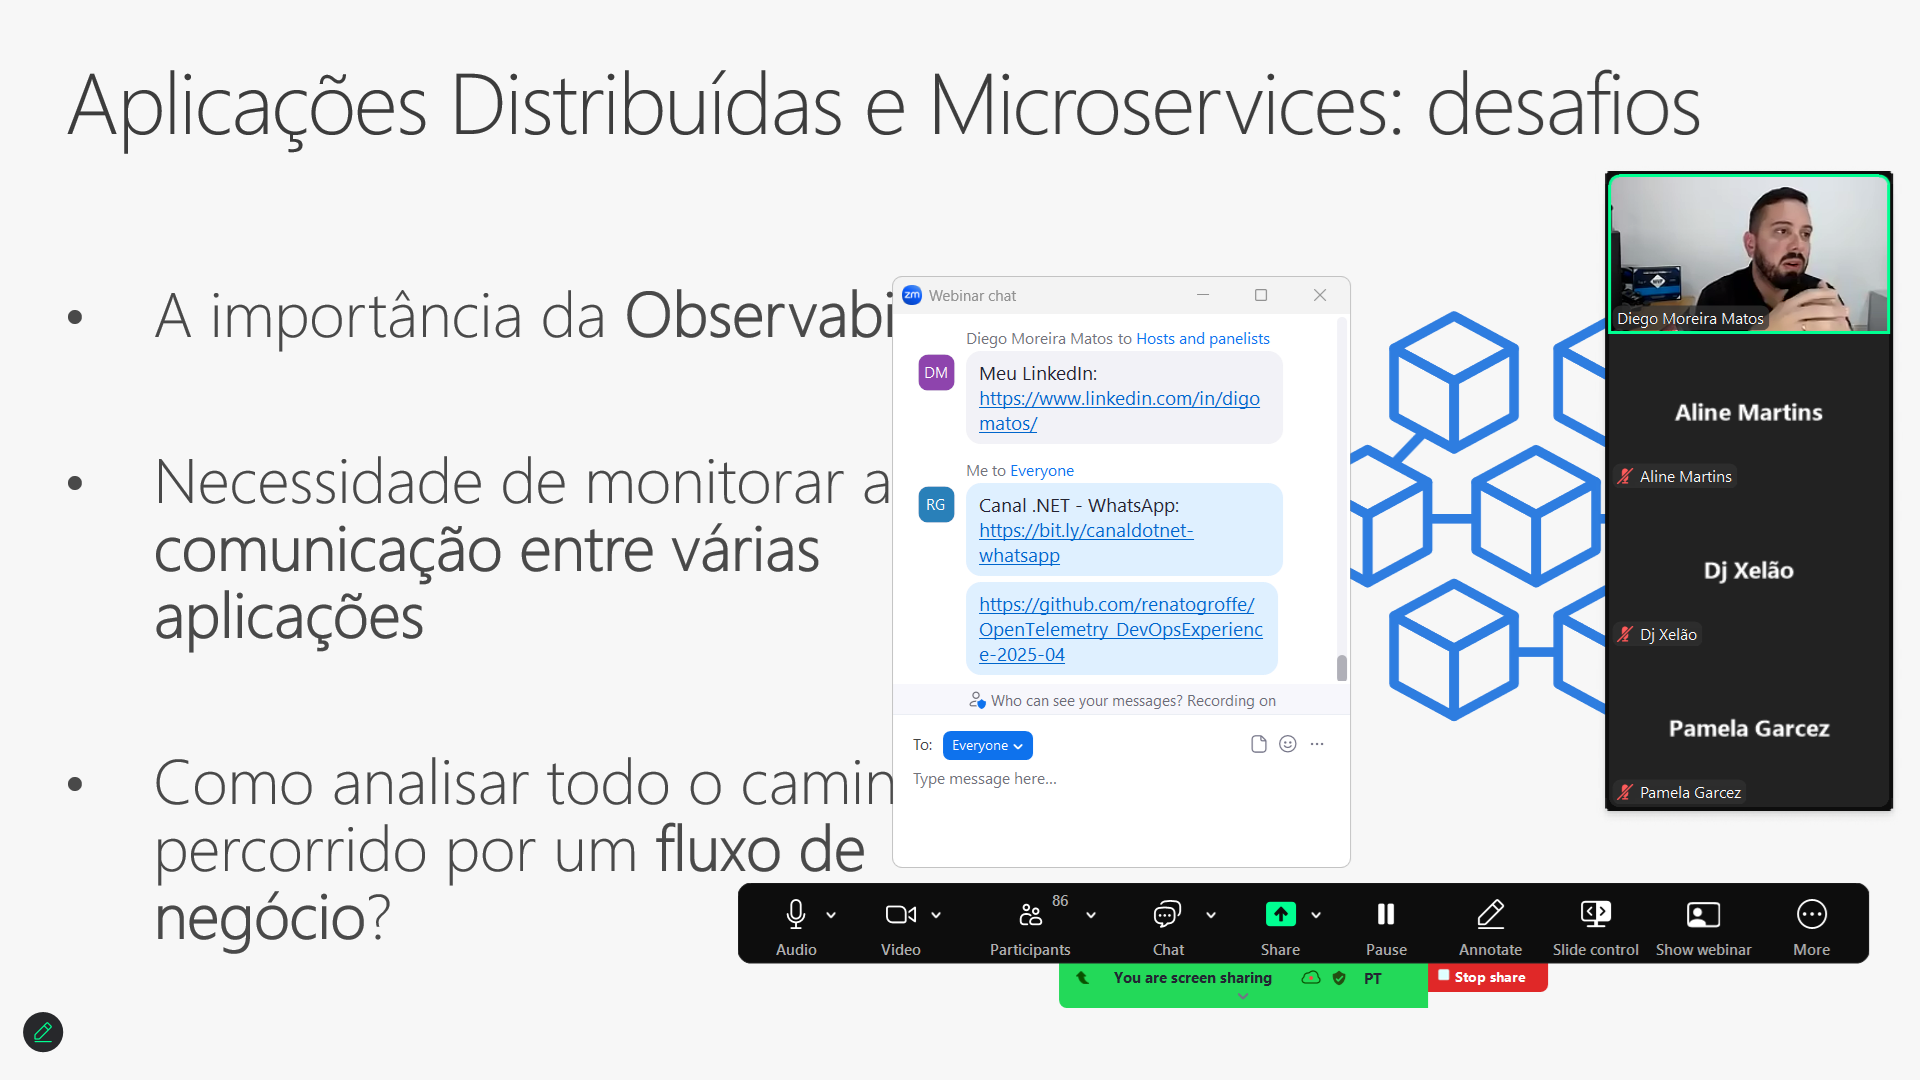 Aplicações Distribuídas e Microservices: desafios
• A importância da Observabi
• Necessidade de monitorar a
comunicação entre várias
aplicações
• Como analisar todo o camin
percorrido por um fluxo de
negócio?
zm Webinar chat
Diego Moreira Matos to Hosts and panelists
DM
Meu LinkedIn:
https://www.linkedin.com/in/digo
matos/
Me to Everyone
RG
Canal .NET - WhatsApp:
https://bit.ly/canaldotnet-
whatsapp
https://github.com/renatogroffe/
OpenTelemetry_DevOpsExperienc
e-2025-04
Who can see your messages? Recording on
To: Everyone
Type message here...
Diego Moreira Matos
Aline Martins
Aline Martins
Dj Xelão
Dj Xelão
Pamela Garcez
Pamela Garcez
86
Audio Video Participants Chat Share Pause Annotate Slide control Show webinar More
You are screen sharing PT Stop share